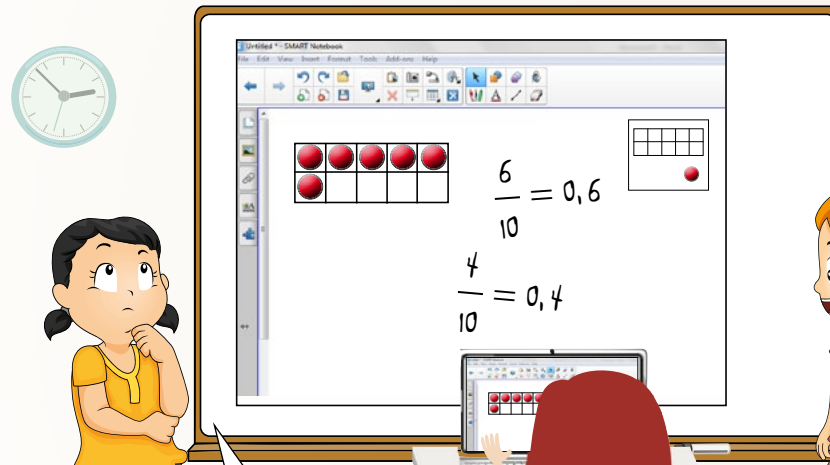 Untitled * - SMART Notebook
File Edit View Insert Format Tools Add-ons Help
6/10 = 0,6
4/10 = 0,4